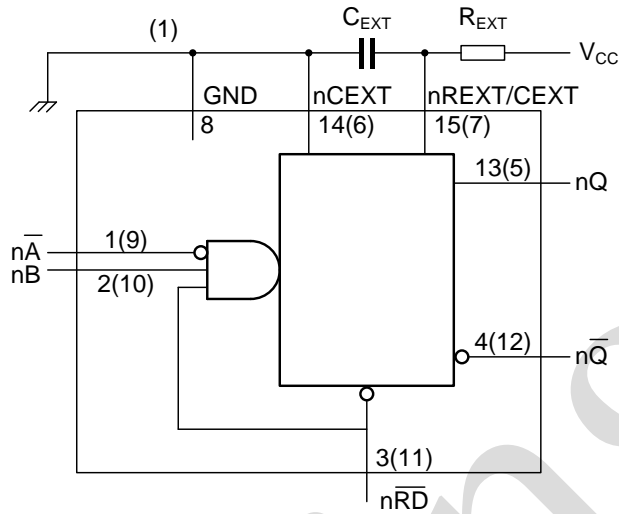 (1)
C_EXT
R_EXT
V_CC
GND
nCEXT
nREXT/CEXT
8
14(6)
15(7)
13(5)
nQ
nA̅
1(9)
nB
2(10)
4(12)
nQ̅
3(11)
nR̅D̅